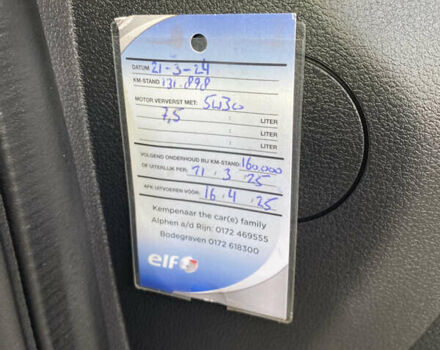 DATUM: 21-3-24
KM-STAND: 131.898
MOTOR VERVERST MET: 5W30
7,5 : LITER
: LITER
: LITER
VOLGEND ONDERHOUD BIJ KM-STAND: 160.000
OF UITERLIJK PER: 21.3.25
APK UITVOEREN VÓÓR: 16.4.25
Kempenaar the car(e) family
Alphen a/d Rijn: 0172 469555
Bodegraven 0172 618300
elf